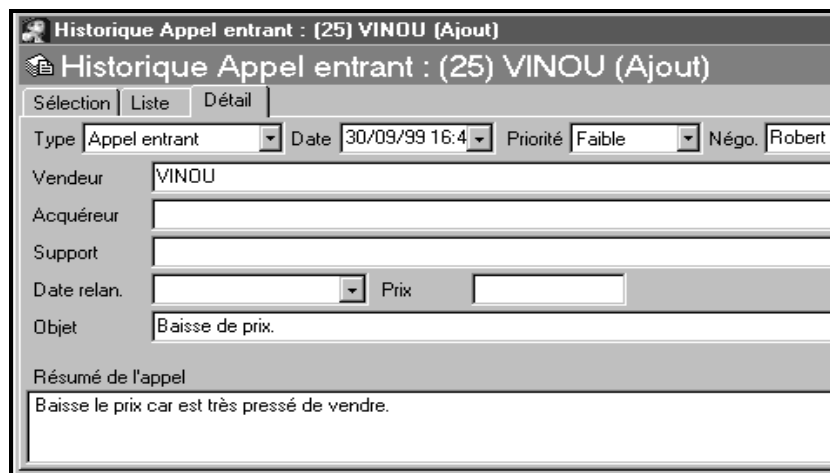 Historique Appel entrant : (25) VINOU (Ajout)
Historique Appel entrant : (25) VINOU (Ajout)
Sélection Liste Détail
Type Appel entrant Date 30/09/99 16:4 Priorité Faible Négo. Robert
Vendeur VINOU
Acquéreur
Support
Date relan. Prix
Objet Baisse de prix.
Résumé de l'appel
Baisse le prix car est très pressé de vendre.